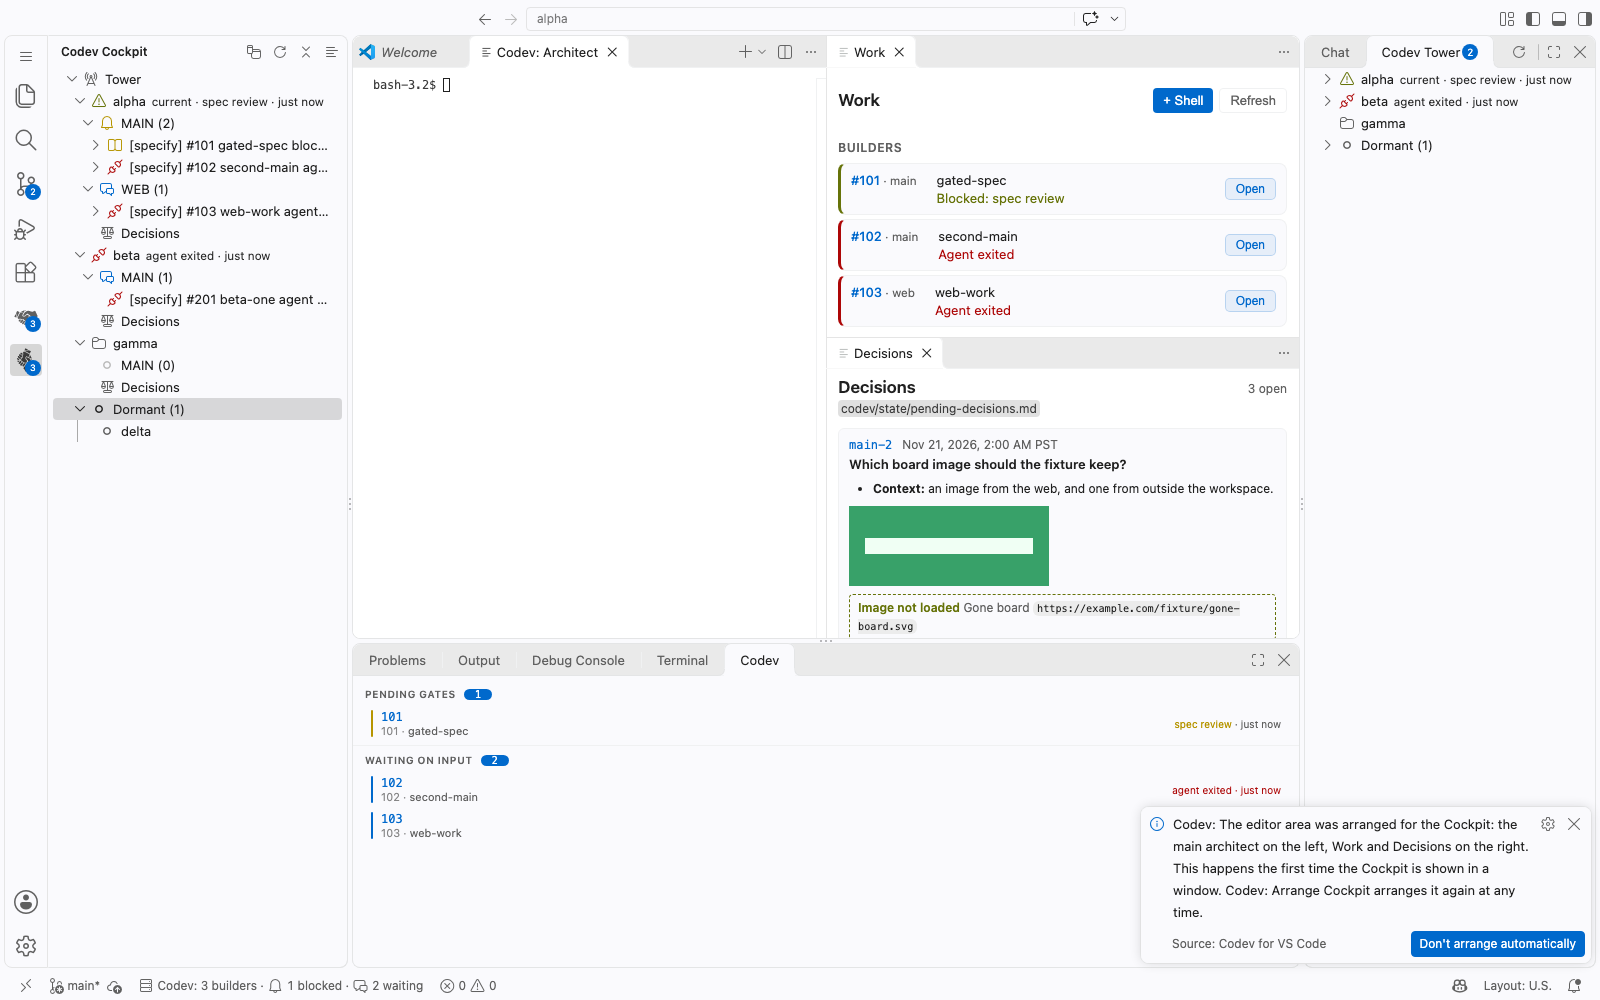 alpha
Codev Cockpit
Tower
alpha current · spec review · just now
MAIN (2)
[specify] #101 gated-spec bloc...
[specify] #102 second-main ag...
WEB (1)
[specify] #103 web-work agent...
Decisions
beta agent exited · just now
MAIN (1)
[specify] #201 beta-one agent ...
Decisions
gamma
MAIN (0)
Decisions
Dormant (1)
delta
2
3
3
Welcome
Codev: Architect
bash-3.2$
Work
Work
+ Shell
Refresh
BUILDERS
#101 · main
gated-spec
Blocked: spec review
Open
#102 · main
second-main
Agent exited
Open
#103 · web
web-work
Agent exited
Open
Decisions
Decisions
3 open
codev/state/pending-decisions.md
main-2 Nov 21, 2026, 2:00 AM PST
Which board image should the fixture keep?
• Context: an image from the web, and one from outside the workspace.
Image not loaded Gone board https://example.com/fixture/gone-
board.svg
Chat
Codev Tower 2
alpha current · spec review · just now
beta agent exited · just now
gamma
Dormant (1)
Problems
Output
Debug Console
Terminal
Codev
PENDING GATES 1
101
101 · gated-spec
spec review · just now
WAITING ON INPUT 2
102
102 · second-main
agent exited · just now
103
103 · web-work
Codev: The editor area was arranged for the Cockpit: the
main architect on the left, Work and Decisions on the right.
This happens the first time the Cockpit is shown in a
window. Codev: Arrange Cockpit arranges it again at any
time.
Source: Codev for VS Code
Don't arrange automatically
main*
Codev: 3 builders · 1 blocked · 2 waiting
0 0
Layout: U.S.